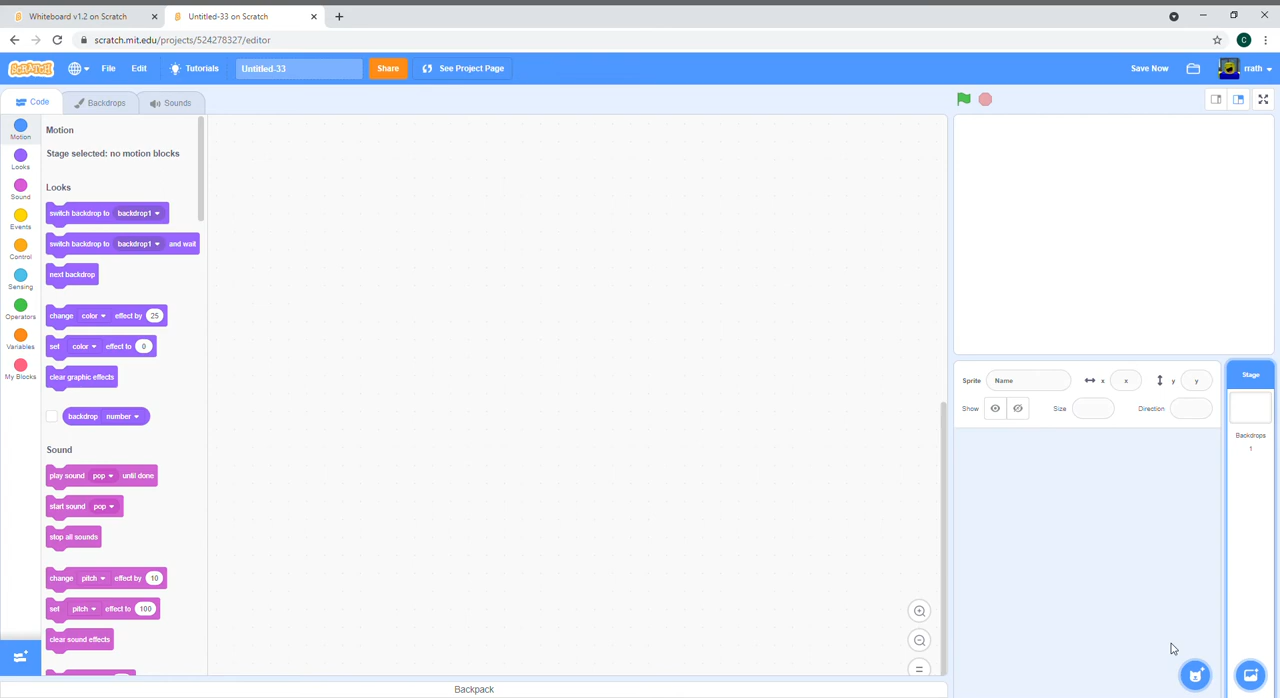 Whiteboard v1.2 on Scratch
Untitled-33 on Scratch
scratch.mit.edu/projects/524278327/editor
C
SCRATCH
File
Edit
Tutorials
Untitled-33
Share
See Project Page
Save Now
rrath
Code
Backdrops
Sounds
Motion
Looks
Sound
Events
Control
Sensing
Operators
Variables
My Blocks
Motion
Stage selected: no motion blocks
Looks
switch backdrop to backdrop1
switch backdrop to backdrop1 and wait
next backdrop
change color effect by 25
set color effect to 0
clear graphic effects
backdrop number
Sound
play sound pop until done
start sound pop
stop all sounds
change pitch effect by 10
set pitch effect to 100
clear sound effects
Backpack
Sprite Name x x y y
Show Size Direction
Stage
Backdrops
1